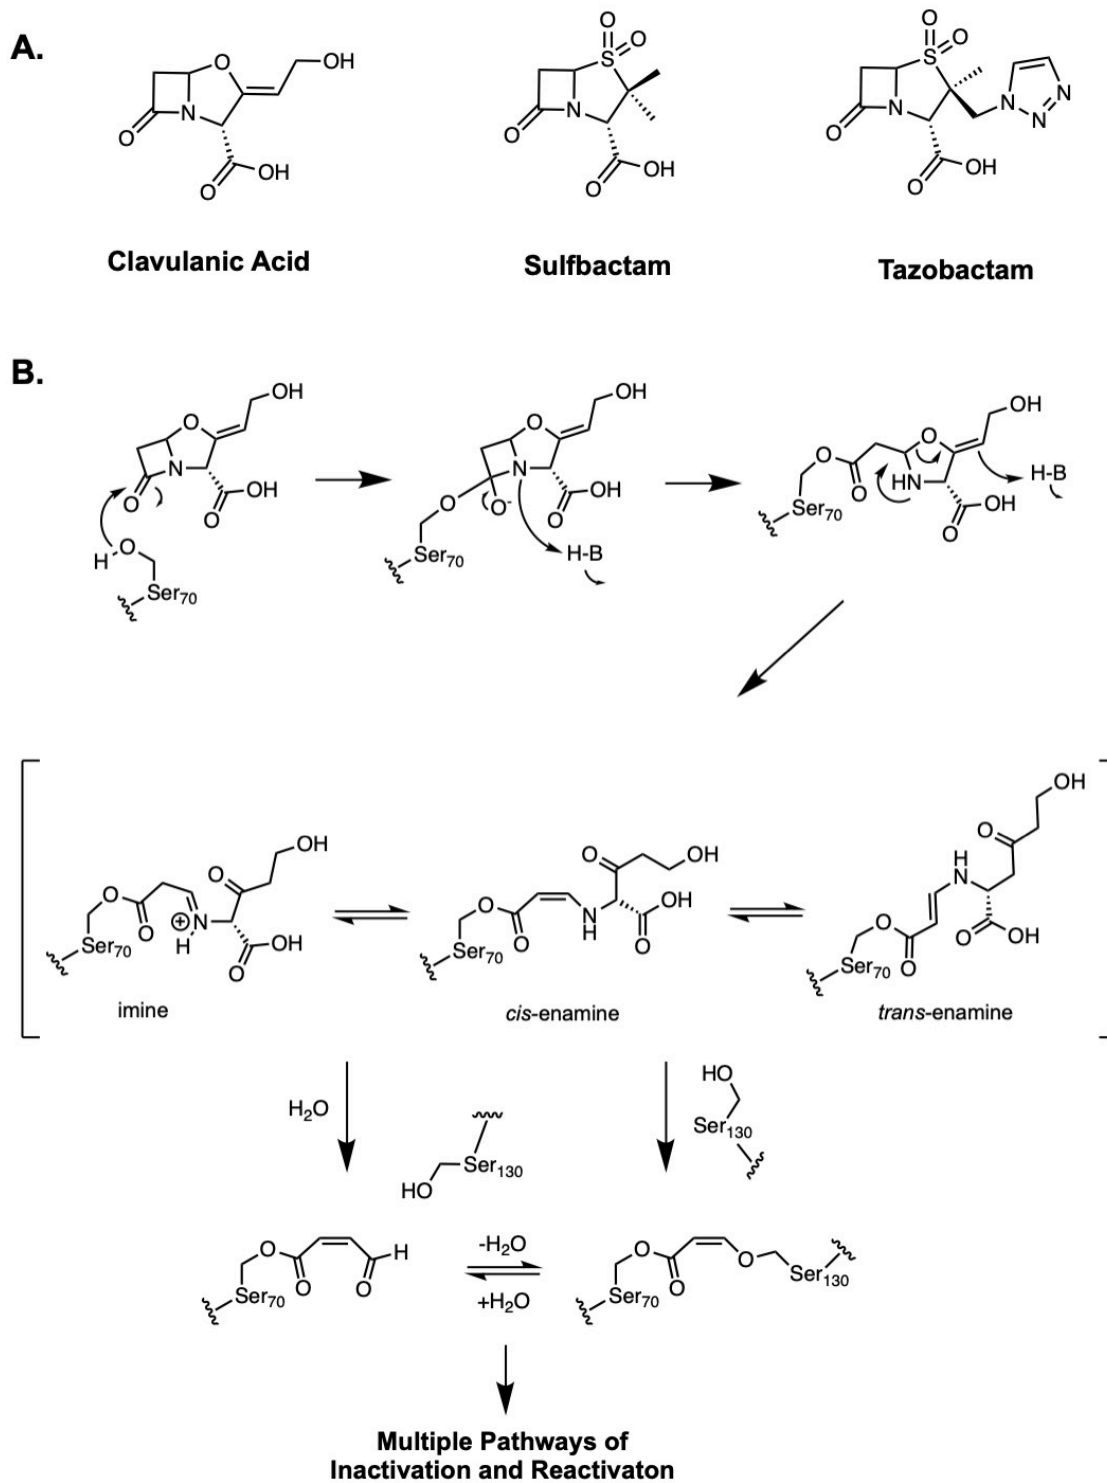 A.
O
OH
N
O
O
OH
Clavulanic Acid
O
O
S
N
O
O
OH
Sulfbactam
O
O
S
N
O
N
N
N
O
OH
Tazobactam
B.
O
OH
N
O
O
OH
H
O
Ser70
O
OH
N
O
O-
O
OH
Ser70
H-B
O
O
O
HN
OH
O
OH
Ser70
H-B
O
O
Ser70
O
OH
⊕
N
H
O
OH
imine
O
O
Ser70
O
OH
N
H
O
OH
cis-enamine
O
O
Ser70
H
N
O
OH
O
OH
trans-enamine
H2O
HO
Ser130
HO
Ser130
O
O
O
H
Ser70
-H2O
+H2O
O
O
O
Ser70
Ser130
Multiple Pathways of
Inactivation and Reactivaton